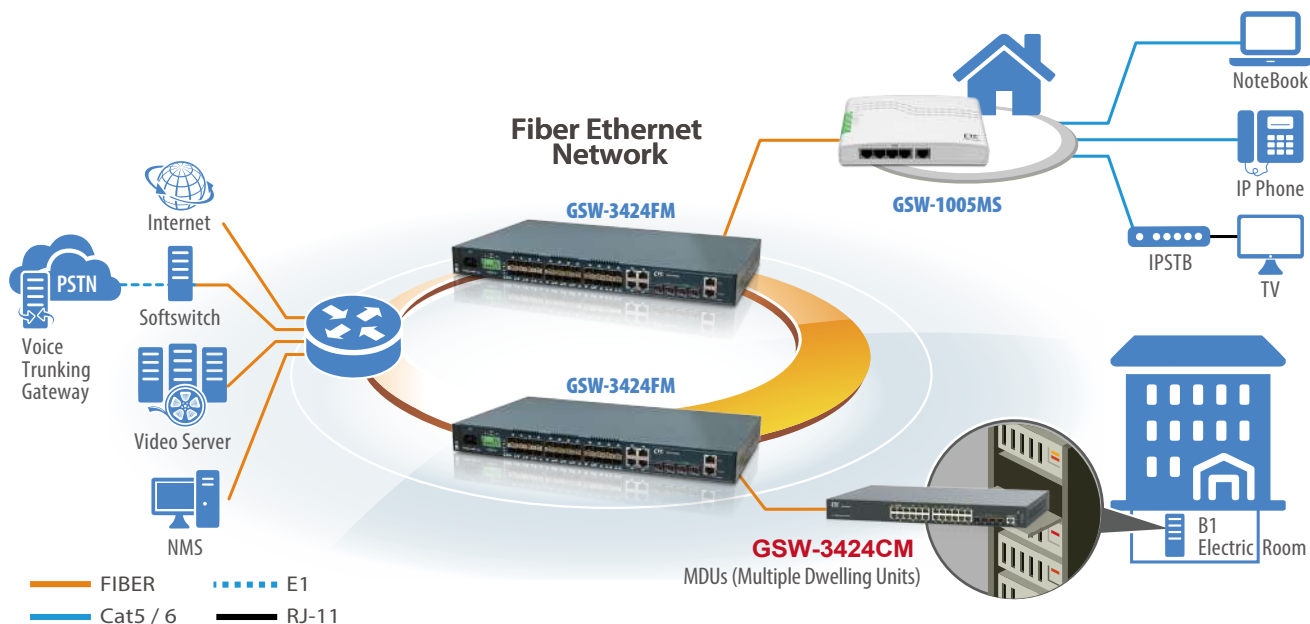 Fiber Ethernet
Network
NoteBook
IP Phone
IPSTB
TV
GSW-1005MS
GSW-3424FM
Internet
PSTN
Softswitch
Voice
Trunking
Gateway
Video Server
NMS
GSW-3424FM
GSW-3424CM
MDUs (Multiple Dwelling Units)
B1
Electric Room
FIBER
E1
Cat5 / 6
RJ-11